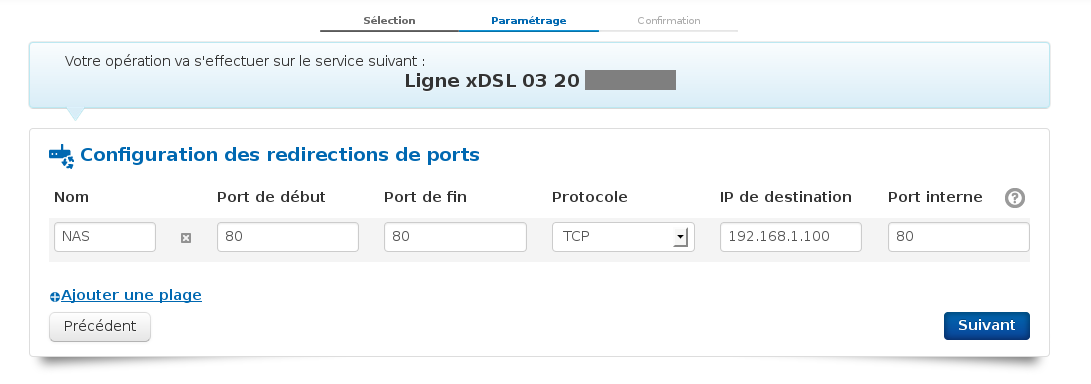 Sélection Paramétrage Confirmation
Votre opération va s'effectuer sur le service suivant :
Ligne xDSL 03 20
Configuration des redirections de ports
Nom Port de début Port de fin Protocole IP de destination Port interne ?
NAS 80 80 TCP 192.168.1.100 80
Ajouter une plage
Précédent Suivant